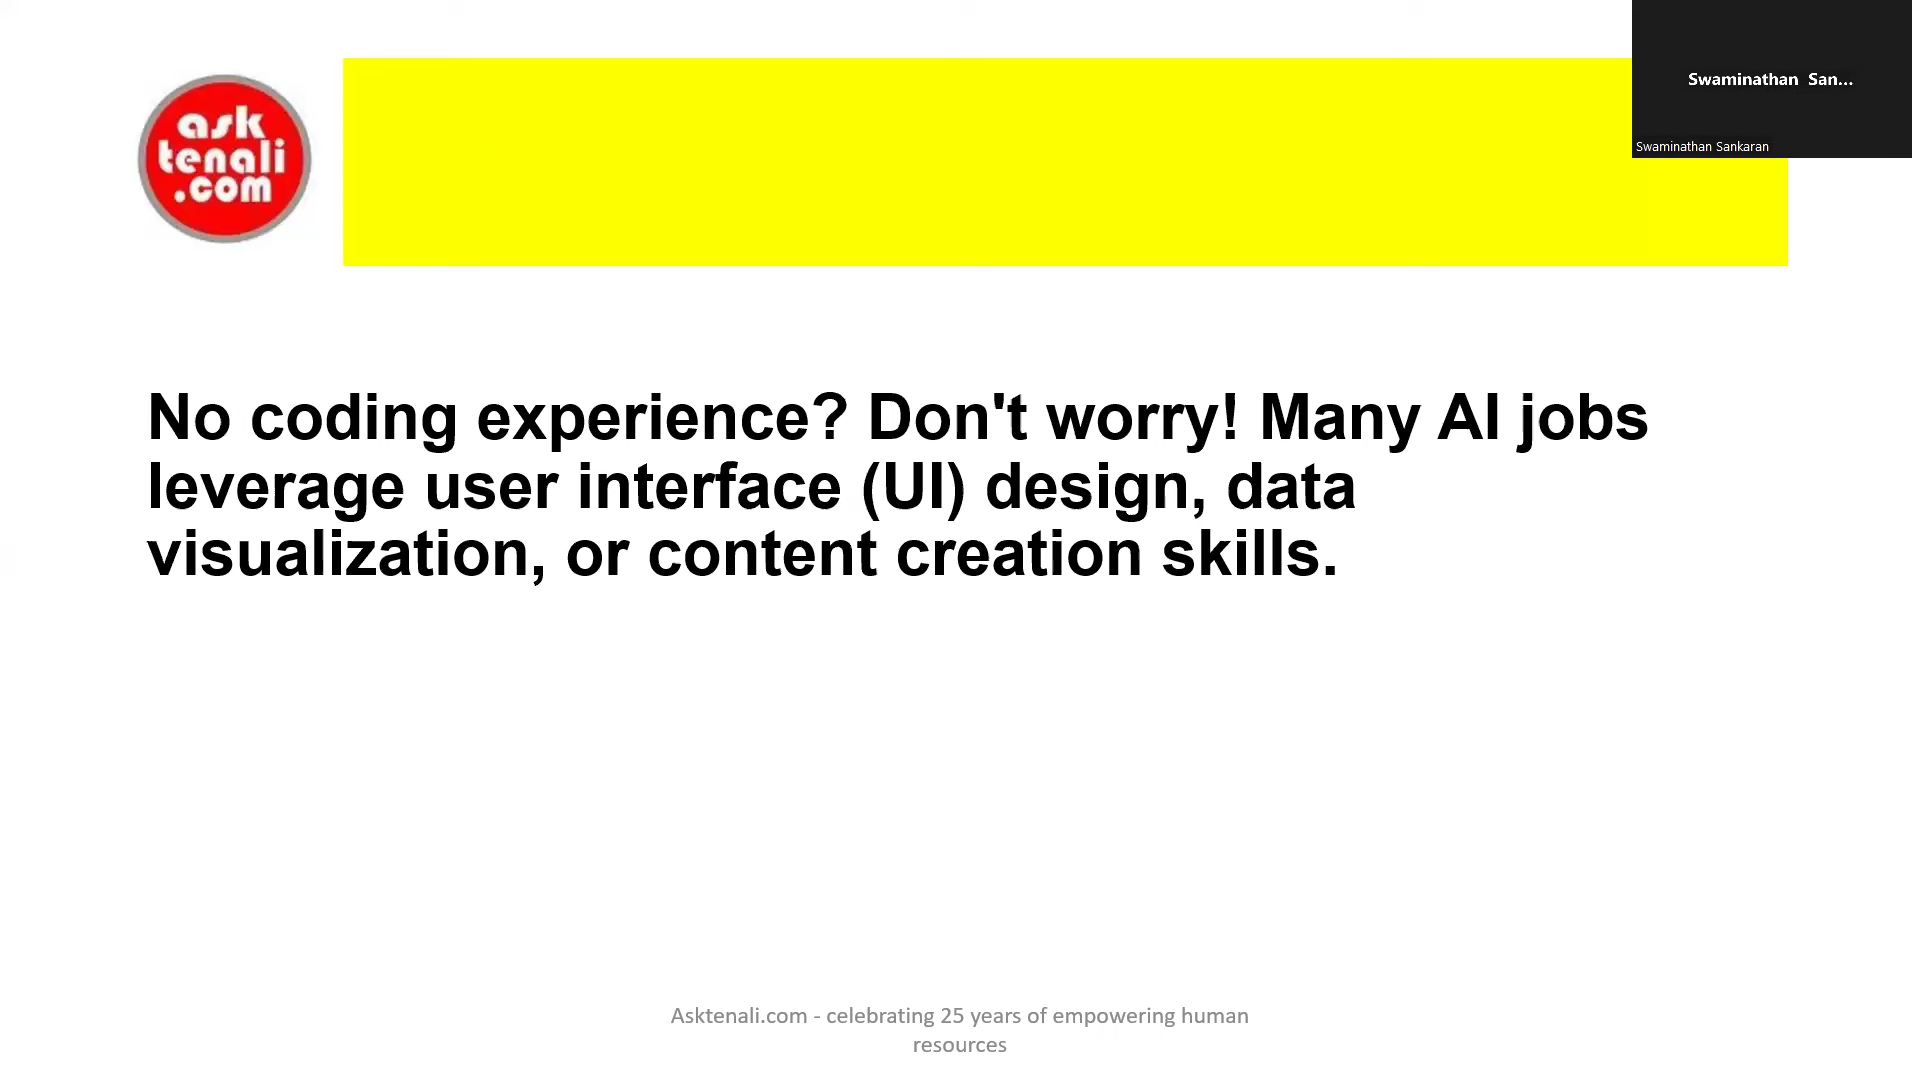 ask
tenali
.com
Swaminathan San...
Swaminathan Sankaran
No coding experience? Don't worry! Many AI jobs
leverage user interface (UI) design, data
visualization, or content creation skills.
Asktenali.com - celebrating 25 years of empowering human
resources